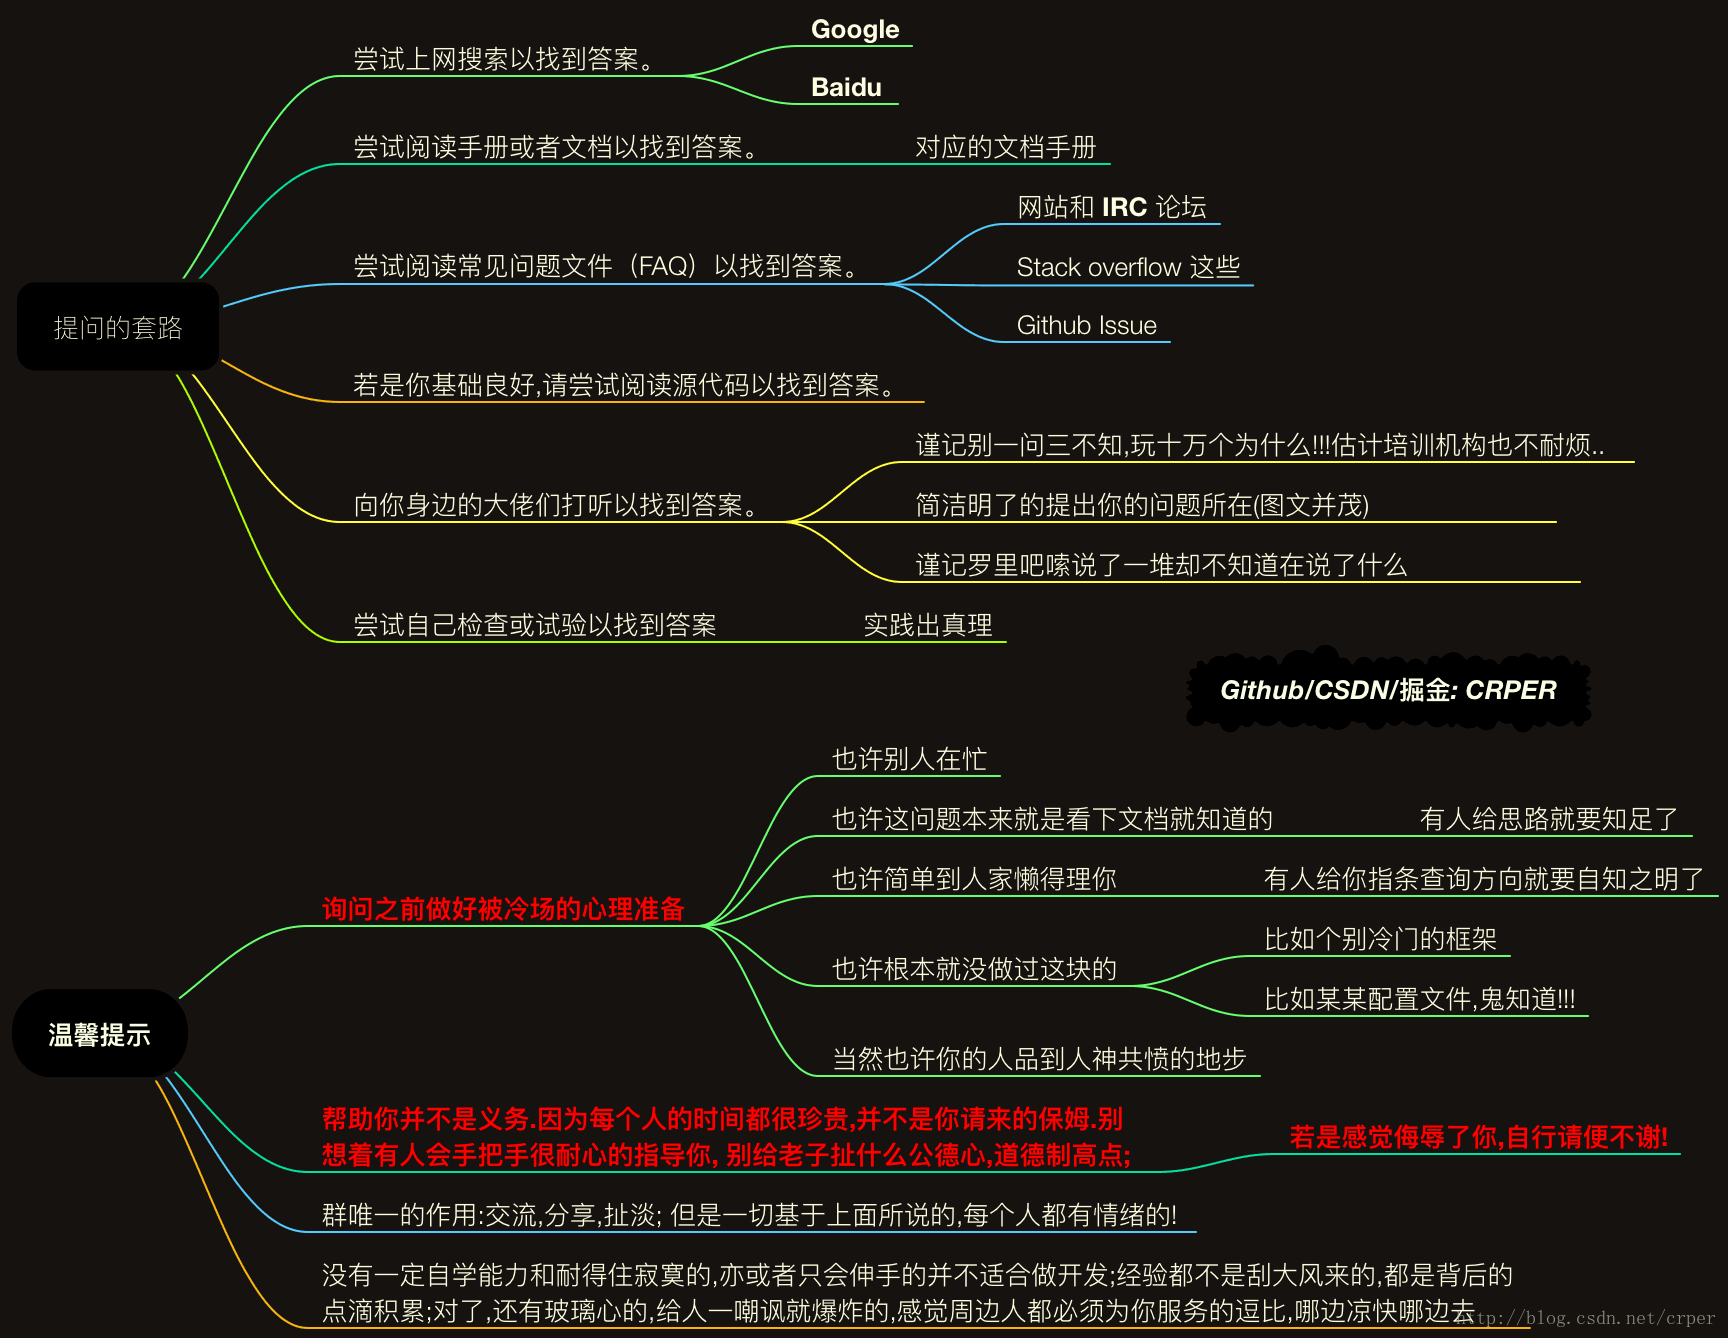 Google
尝试上网搜索以找到答案。
Baidu
尝试阅读手册或者文档以找到答案。
对应的文档手册
网站和 IRC 论坛
尝试阅读常见问题文件（FAQ）以找到答案。
Stack overflow 这些
Github Issue
提问的套路
若是你基础良好,请尝试阅读源代码以找到答案。
谨记别一问三不知,玩十万个为什么!!!估计培训机构也不耐烦..
向你身边的大佬们打听以找到答案。
简洁明了的提出你的问题所在(图文并茂)
谨记罗里吧嗦说了一堆却不知道在说了什么
尝试自己检查或试验以找到答案
实践出真理
Github/CSDN/掘金: CRPER
也许别人在忙
也许这问题本来就是看下文档就知道的
有人给思路就要知足了
也许简单到人家懒得理你
有人给你指条查询方向就要自知之明了
询问之前做好被冷场的心理准备
比如个别冷门的框架
也许根本就没做过这块的
比如某某配置文件,鬼知道!!!
温馨提示
当然也许你的人品到人神共愤的地步
帮助你并不是义务.因为每个人的时间都很珍贵,并不是你请来的保姆.别
想着有人会手把手很耐心的指导你, 别给老子扯什么公德心,道德制高点;
若是感觉侮辱了你,自行请便不谢!
群唯一的作用:交流,分享,扯淡; 但是一切基于上面所说的,每个人都有情绪的!
没有一定自学能力和耐得住寂寞的,亦或者只会伸手的并不适合做开发;经验都不是刮大风来的,都是背后的
点滴积累;对了,还有玻璃心的,给人一嘲讽就爆炸的,感觉周边人都必须为你服务的逗比,哪边凉快哪边去
http://blog.csdn.net/crper